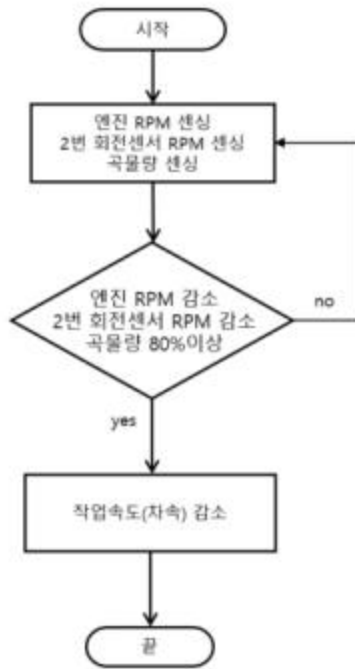 시작
엔진 RPM 센싱
2번 회전센서 RPM 센싱
곡물량 센싱
엔진 RPM 감소
2번 회전센서 RPM 감소
곡물량 80%이상
no
yes
작업속도(차속) 감소
끝